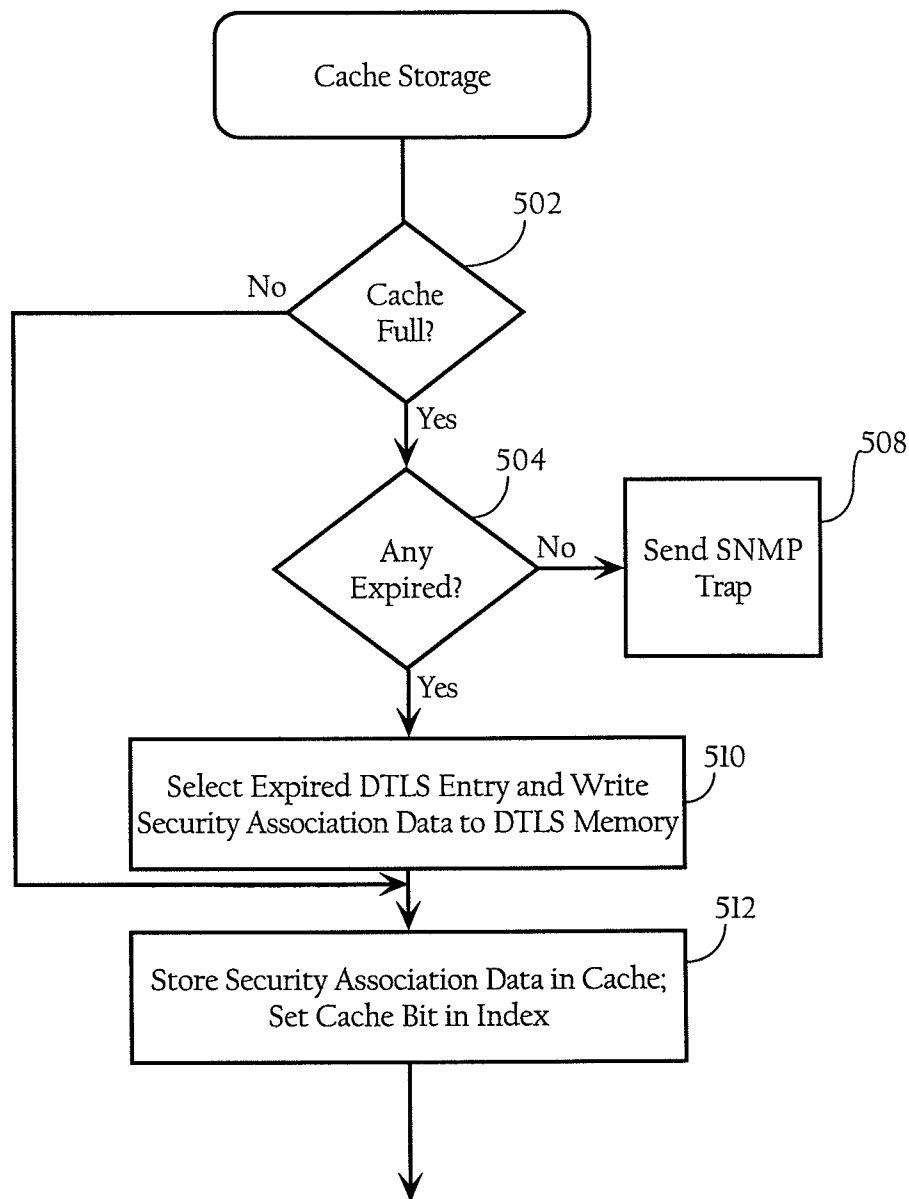 Cache Storage
502
No
Cache
Full?
Yes
504
508
Any
Expired?
No
Send SNMP
Trap
Yes
510
Select Expired DTLS Entry and Write
Security Association Data to DTLS Memory
512
Store Security Association Data in Cache;
Set Cache Bit in Index